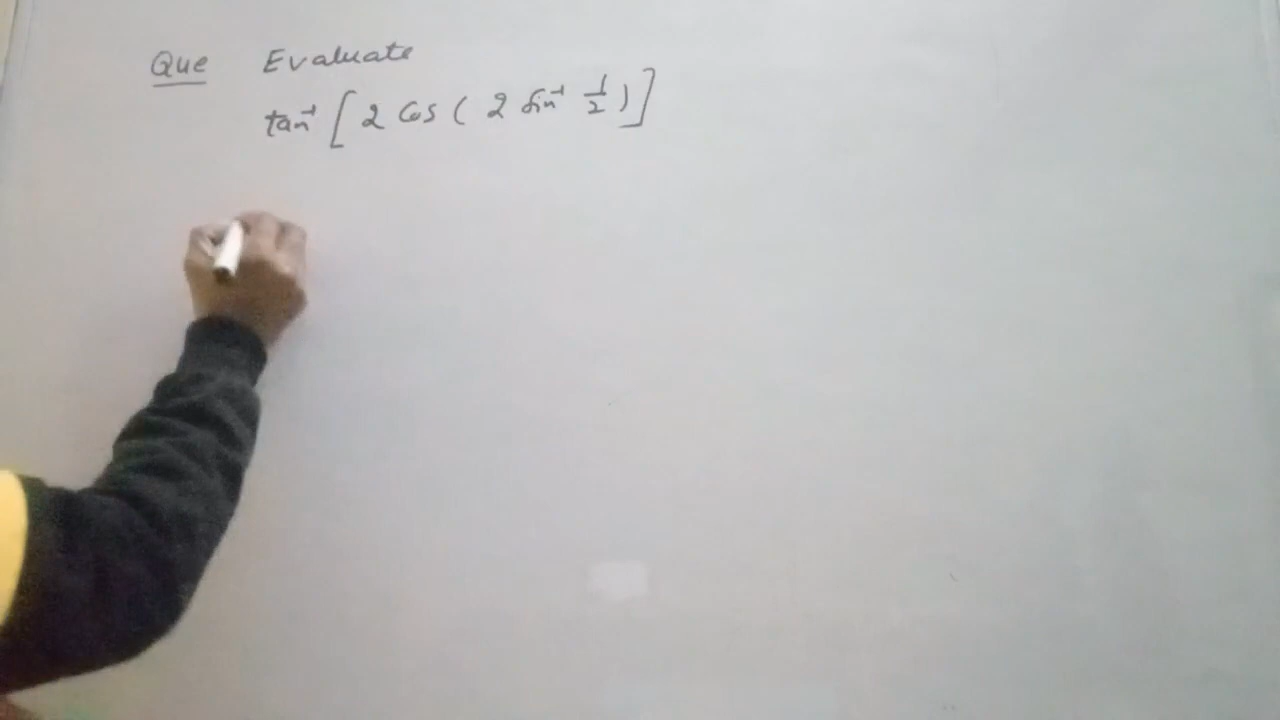 Que Evaluate
tan⁻¹ [ 2 Cos ( 2 Sin⁻¹ 1/2 ) ]